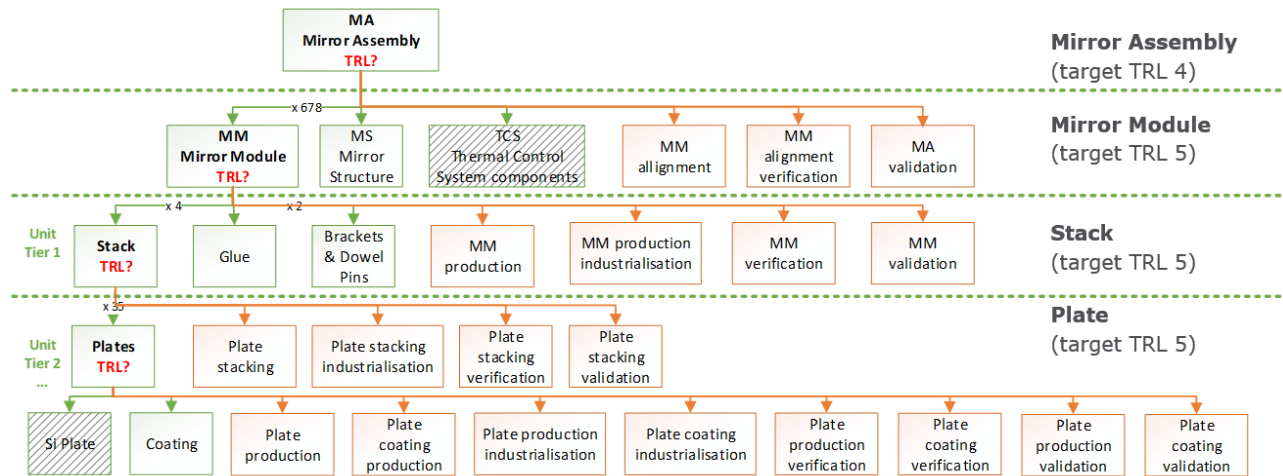 MA
Mirror Assembly
TRL?
Mirror Assembly
(target TRL 4)
x 678
MM
Mirror Module
TRL?
MS
Mirror
Structure
TCS
Thermal Control
System components
MM
allignment
MM
alignment
verification
MA
validation
Mirror Module
(target TRL 5)
x 4
x 2
Unit
Tier 1
Stack
TRL?
Glue
Brackets
& Dowel
Pins
MM
production
MM production
industrialisation
MM
verification
MM
validation
Stack
(target TRL 5)
x 35
Unit
Tier 2
...
Plates
TRL?
Plate
stacking
Plate stacking
industrialisation
Plate
stacking
verification
Plate
stacking
validation
Plate
(target TRL 5)
Si Plate
Coating
Plate
production
Plate
coating
production
Plate production
industrialisation
Plate coating
industrialisation
Plate
production
verification
Plate
coating
verification
Plate
production
validation
Plate
coating
validation